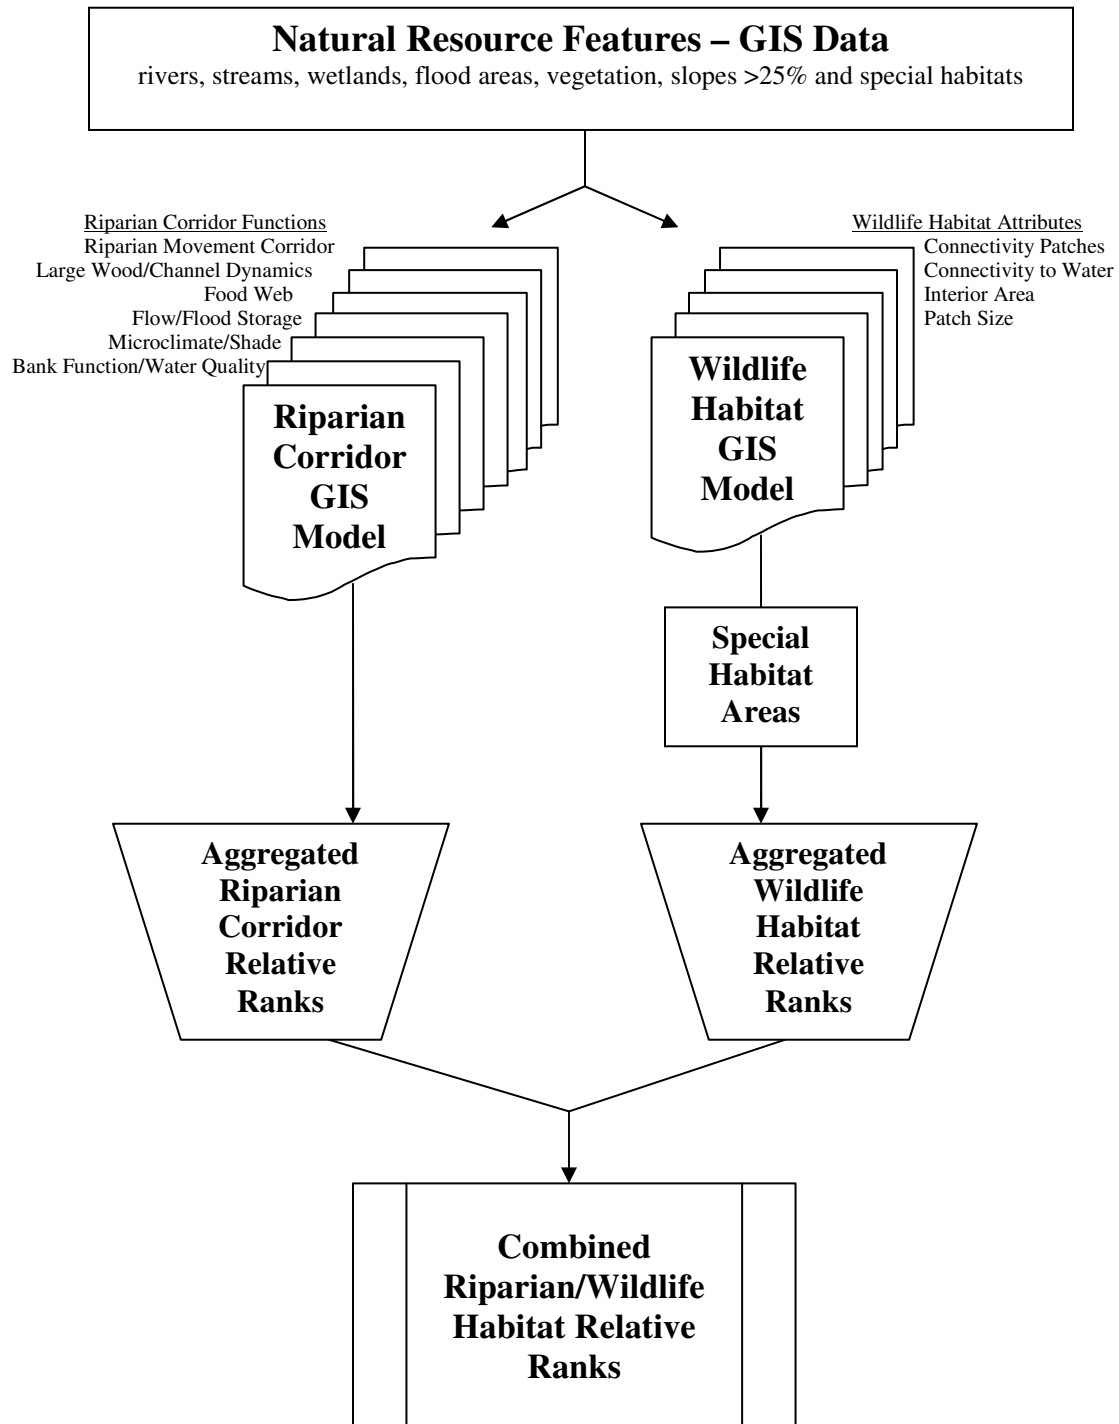 Natural Resource Features – GIS Data
rivers, streams, wetlands, flood areas, vegetation, slopes >25% and special habitats
Riparian Corridor Functions
Riparian Movement Corridor
Large Wood/Channel Dynamics
Food Web
Flow/Flood Storage
Microclimate/Shade
Bank Function/Water Quality
Wildlife Habitat Attributes
Connectivity Patches
Connectivity to Water
Interior Area
Patch Size
Riparian
Corridor
GIS
Model
Wildlife
Habitat
GIS
Model
Special
Habitat
Areas
Aggregated
Riparian
Corridor
Relative
Ranks
Aggregated
Wildlife
Habitat
Relative
Ranks
Combined
Riparian/Wildlife
Habitat Relative
Ranks